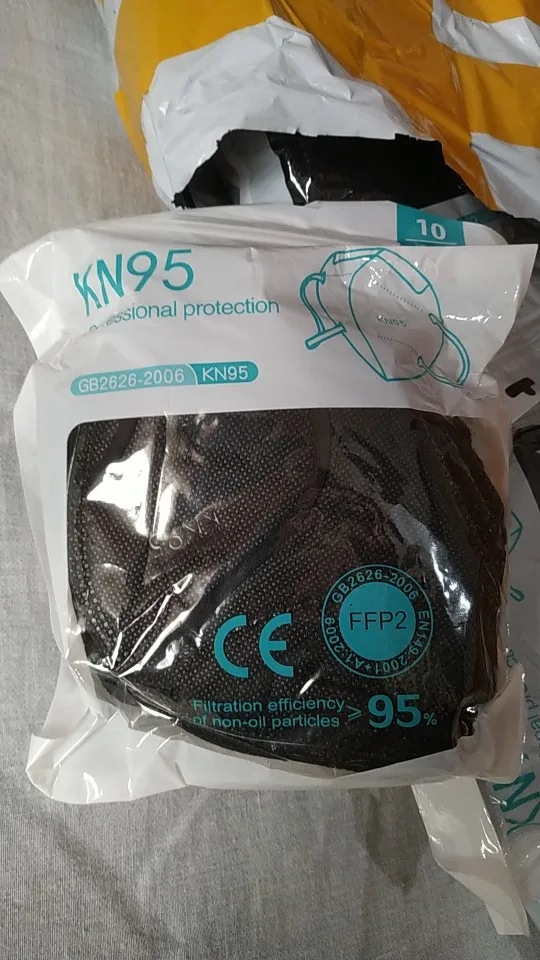 10
KN95
professional protection
KN95
GB2626-2006 KN95
CE
GB2626-2006 EN149-2001+A1-2009
FFP2
Filtration efficiency
of non-oil particles ≥ 95%